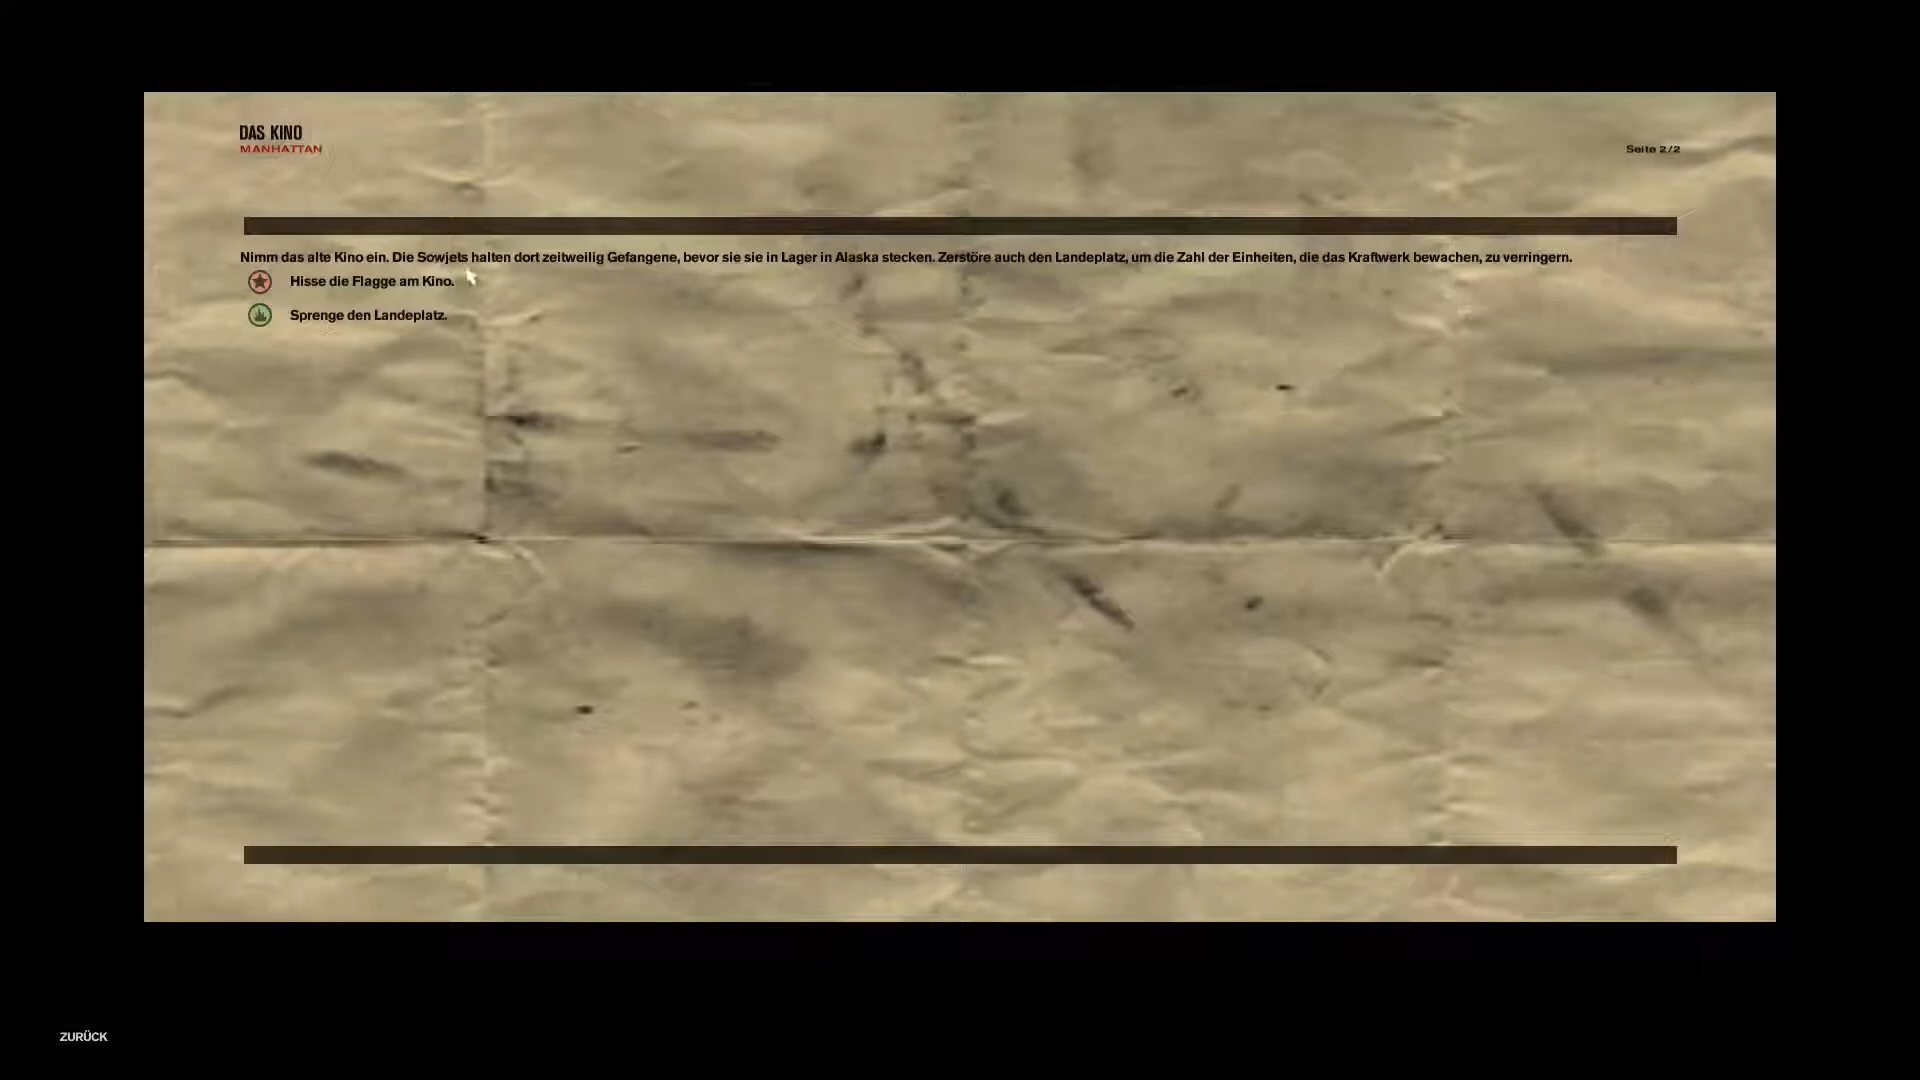 DAS KINO
MANHATTAN
Seite 2/2
Nimm das alte Kino ein. Die Sowjets halten dort zeitweilig Gefangene, bevor sie sie in Lager in Alaska stecken. Zerstöre auch den Landeplatz, um die Zahl der Einheiten, die das Kraftwerk bewachen, zu verringern.
Hisse die Flagge am Kino.
Sprenge den Landeplatz.
ZURÜCK